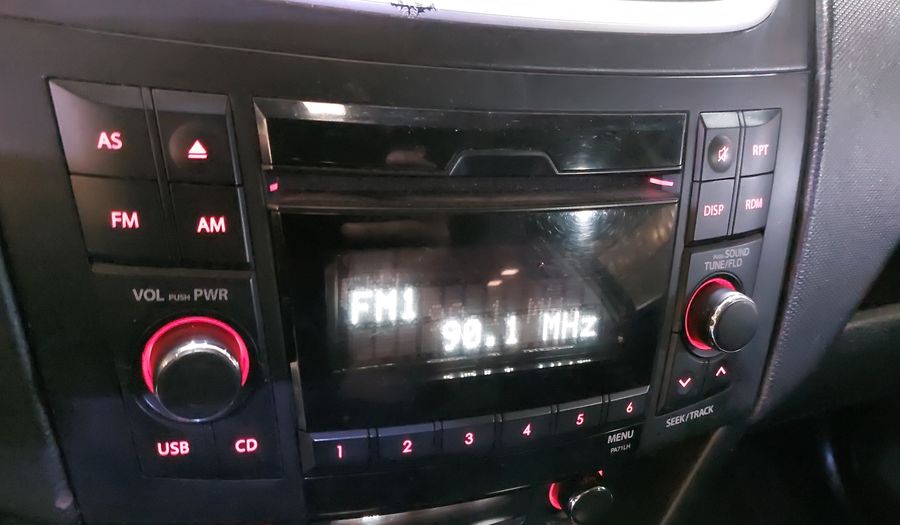 AS
FM AM
VOL PUSH PWR
USB CD
FM1
90.1 MHz
1 2 3 4 5 6
MENU
PA71LH
RPT
DISP RDM
PUSH SOUND
TUNE/FLD
SEEK/TRACK